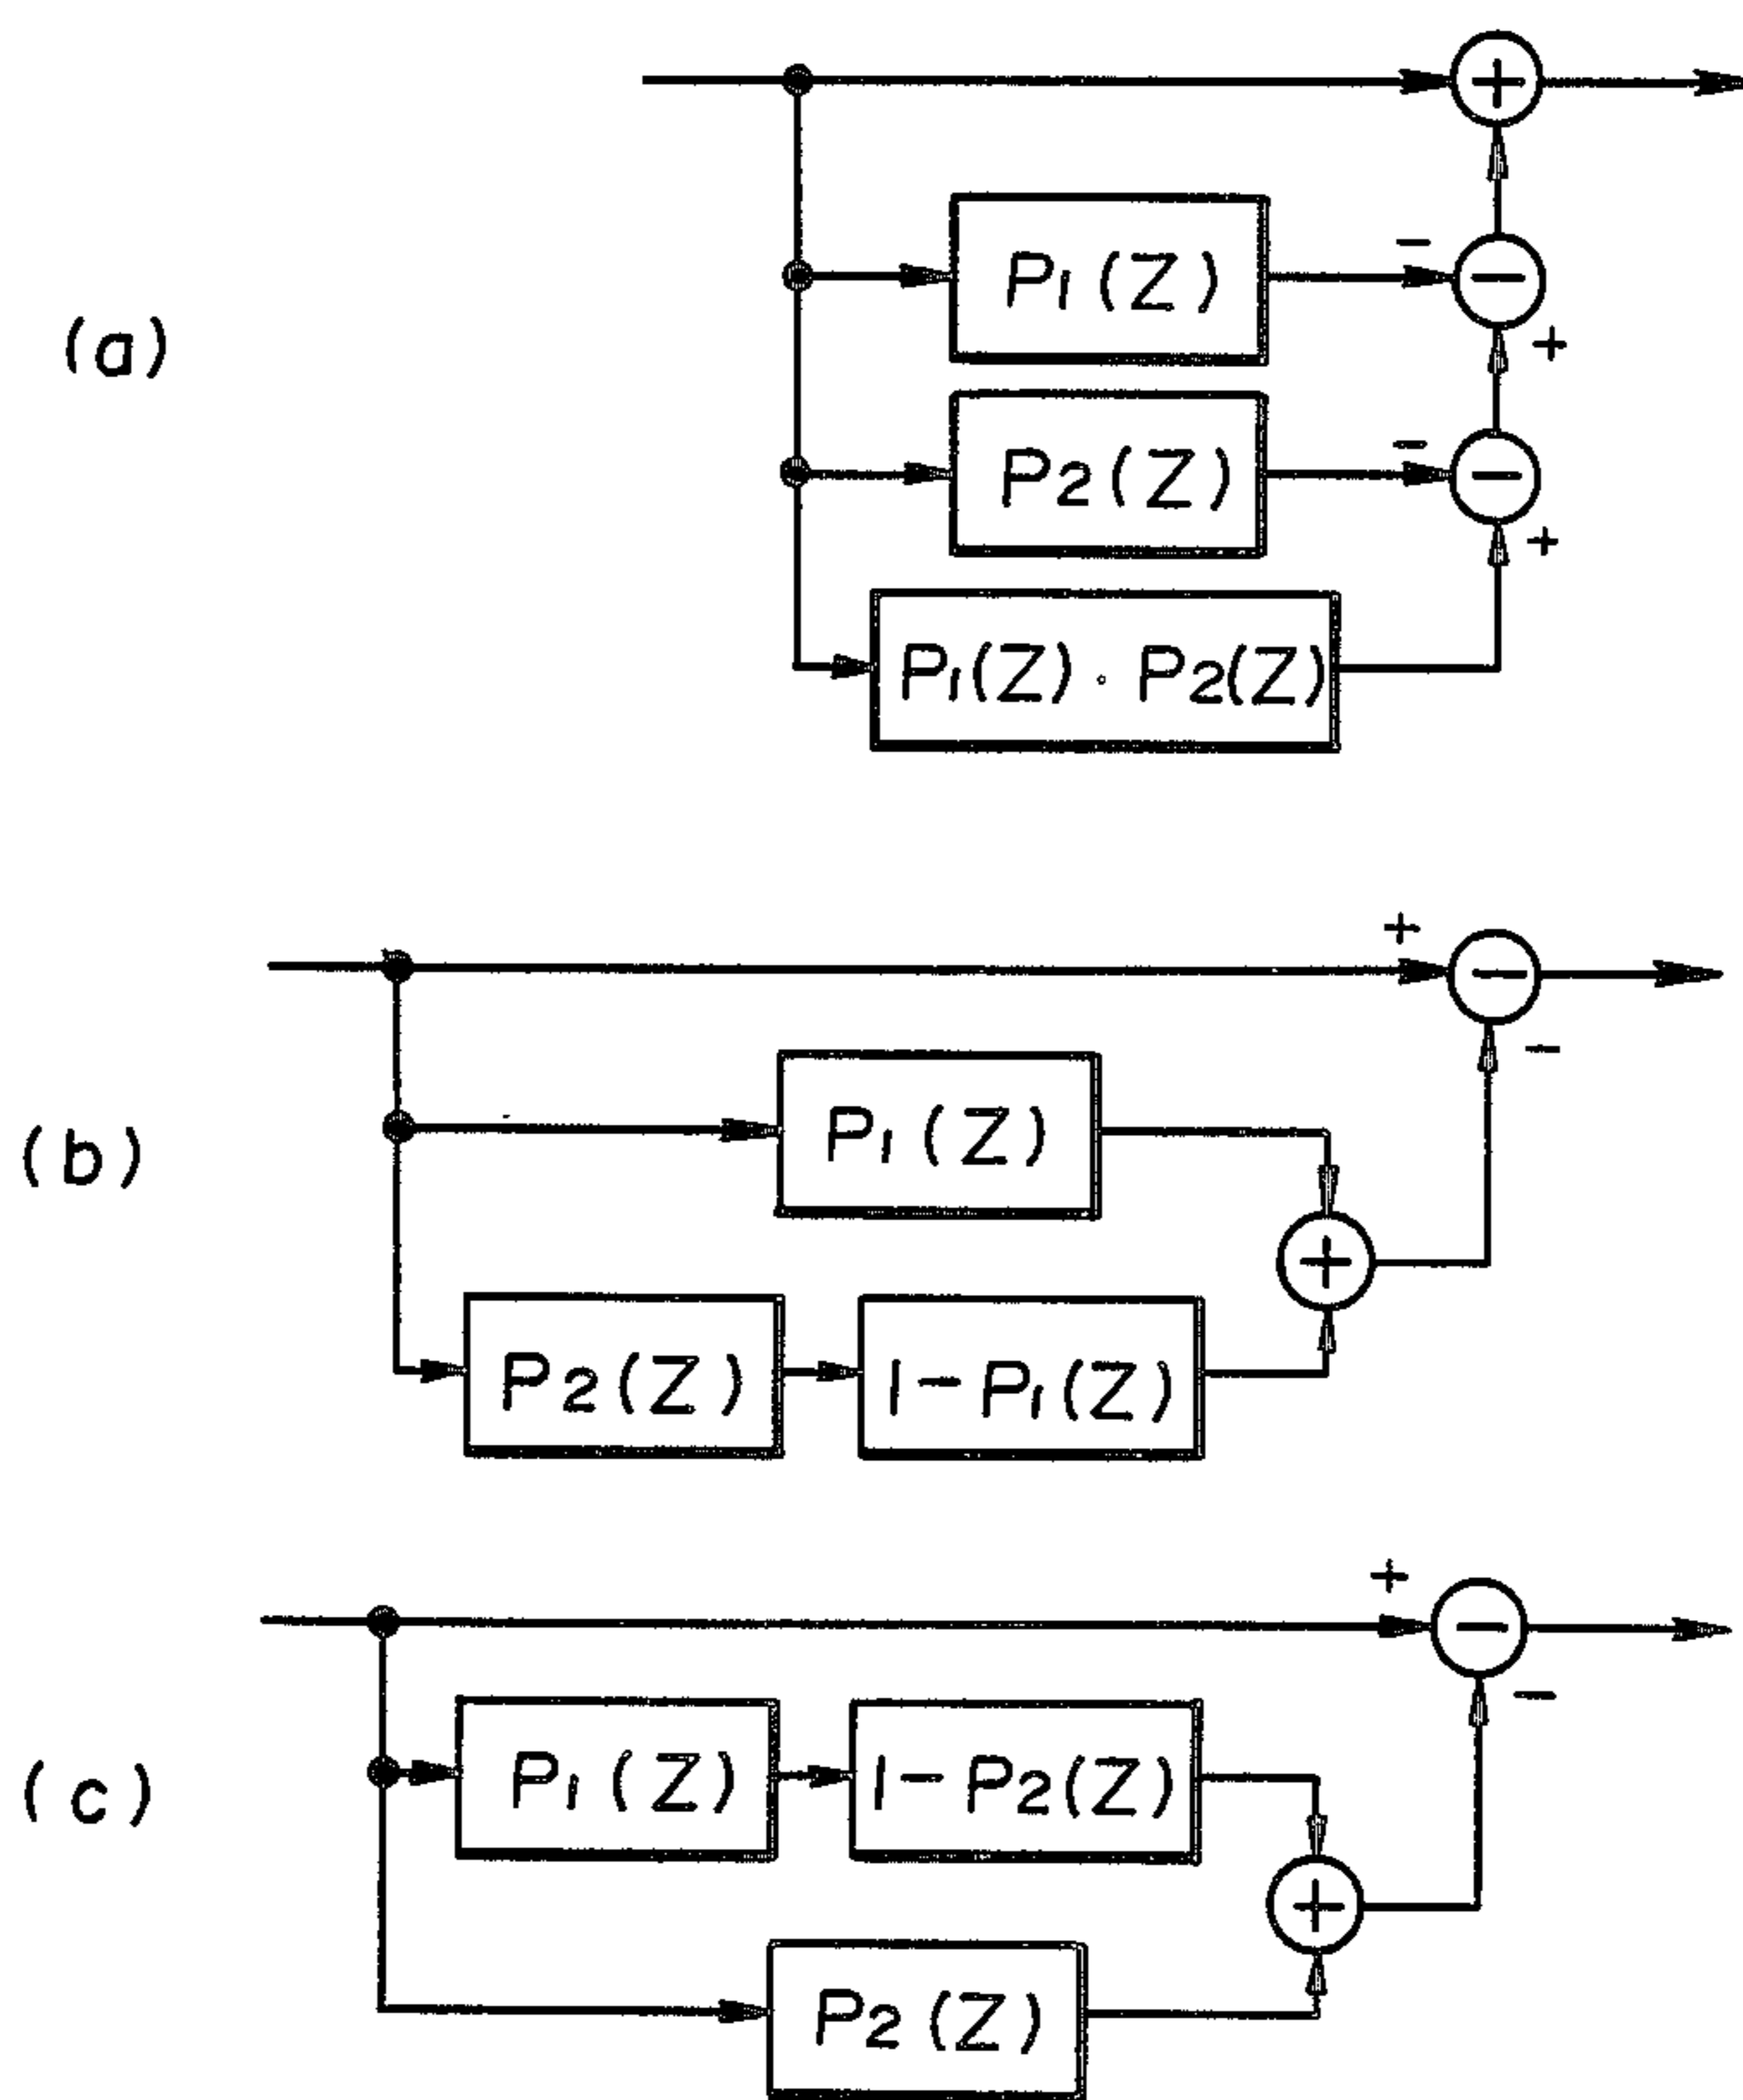 +
P1(Z)
−
−
+
(a)
P2(Z)
−
−
+
P1(Z) · P2(Z)
+
−
−
P1(Z)
(b)
+
P2(Z)
1−P1(Z)
+
−
−
P1(Z)
1−P2(Z)
(c)
+
P2(Z)